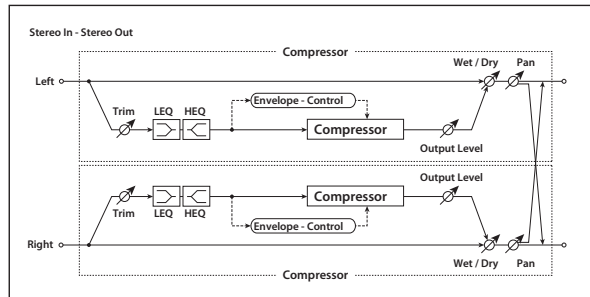 Stereo In - Stereo Out
Compressor
Wet / Dry Pan
Left
Trim LEQ HEQ Envelope - Control
Compressor
Output Level
Output Level
Compressor
Trim LEQ HEQ Envelope - Control
Right
Wet / Dry Pan
Compressor